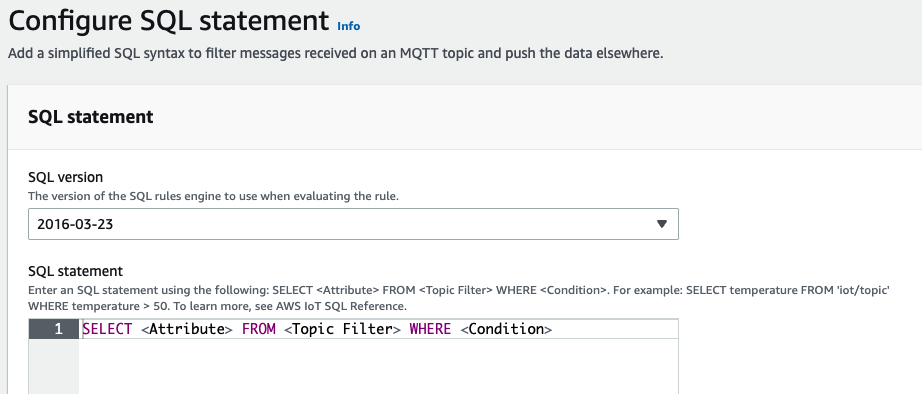 Configure SQL statement Info
Add a simplified SQL syntax to filter messages received on an MQTT topic and push the data elsewhere.
SQL statement
SQL version
The version of the SQL rules engine to use when evaluating the rule.
2016-03-23
SQL statement
Enter an SQL statement using the following: SELECT <Attribute> FROM <Topic Filter> WHERE <Condition>. For example: SELECT temperature FROM 'iot/topic'
WHERE temperature > 50. To learn more, see AWS IoT SQL Reference.
1 SELECT <Attribute> FROM <Topic Filter> WHERE <Condition>